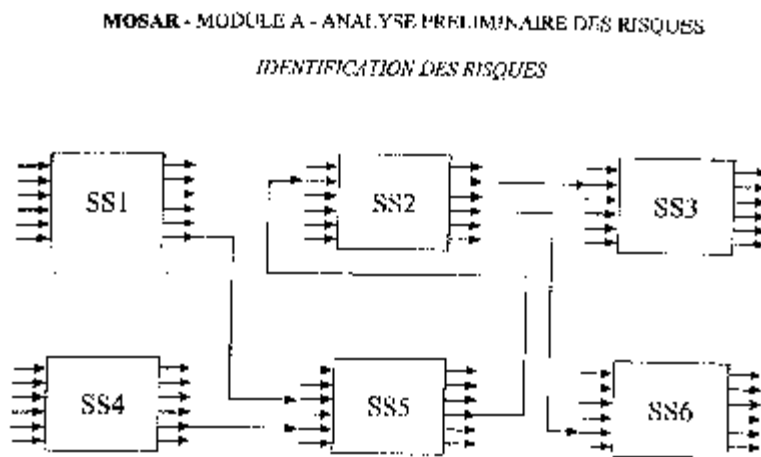 MOSAR - MODULE A - ANALYSE PRELIMINAIRE DES RISQUES
IDENTIFICATION DES RISQUES
SS1
SS2
SS3
SS4
SS5
SS6